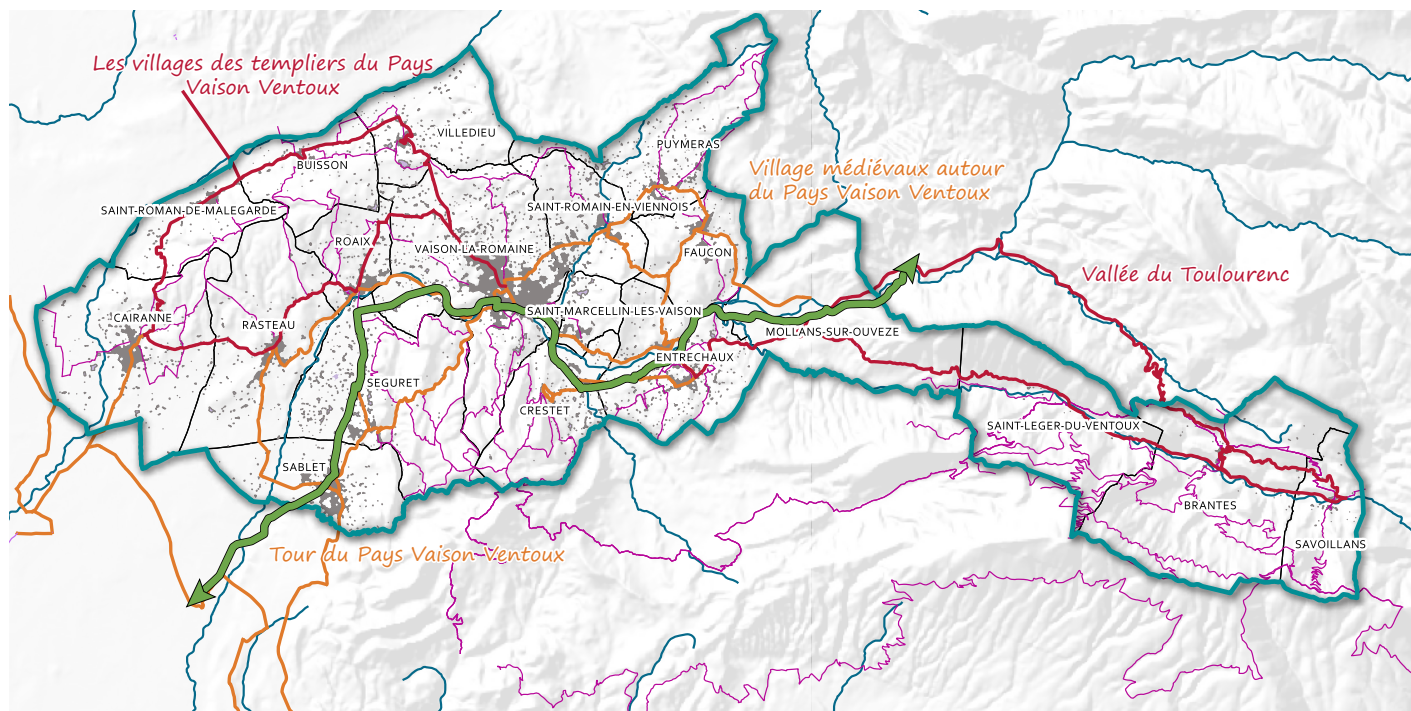 Les villages des templiers du Pays
Vaison Ventoux
VILLEDIEU
PUYMERAS
BUISSON
Village médiévaux autour
du Pays Vaison Ventoux
SAINT-ROMAN-DE-MALEGARDE
SAINT-ROMAIN-EN-VIENNOIS
ROAIX
VAISON-LA-ROMAINE
FAUCON
Vallée du Toulourenc
CAIRANNE
RASTEAU
SAINT-MARCELLIN-LES-VAISON
MOLLANS-SUR-OUVEZE
ENTRECHAUX
SEGURET
CRESTET
SAINT-LEGER-DU-VENTOUX
SABLET
BRANTES
SAVOILLANS
Tour du Pays Vaison Ventoux